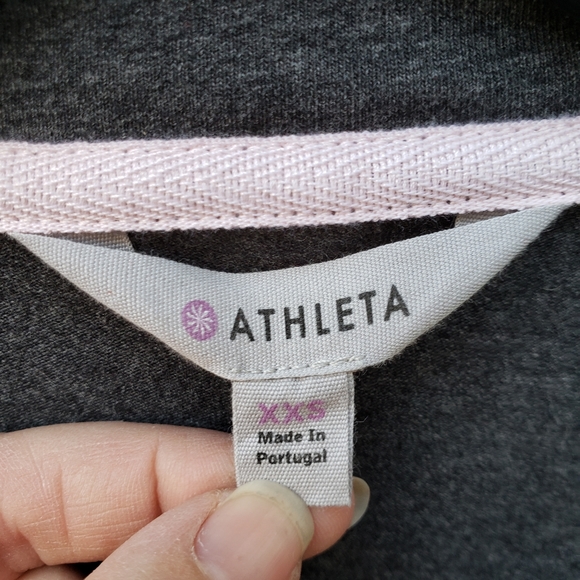 ATHLETA
XXS
Made In
Portugal